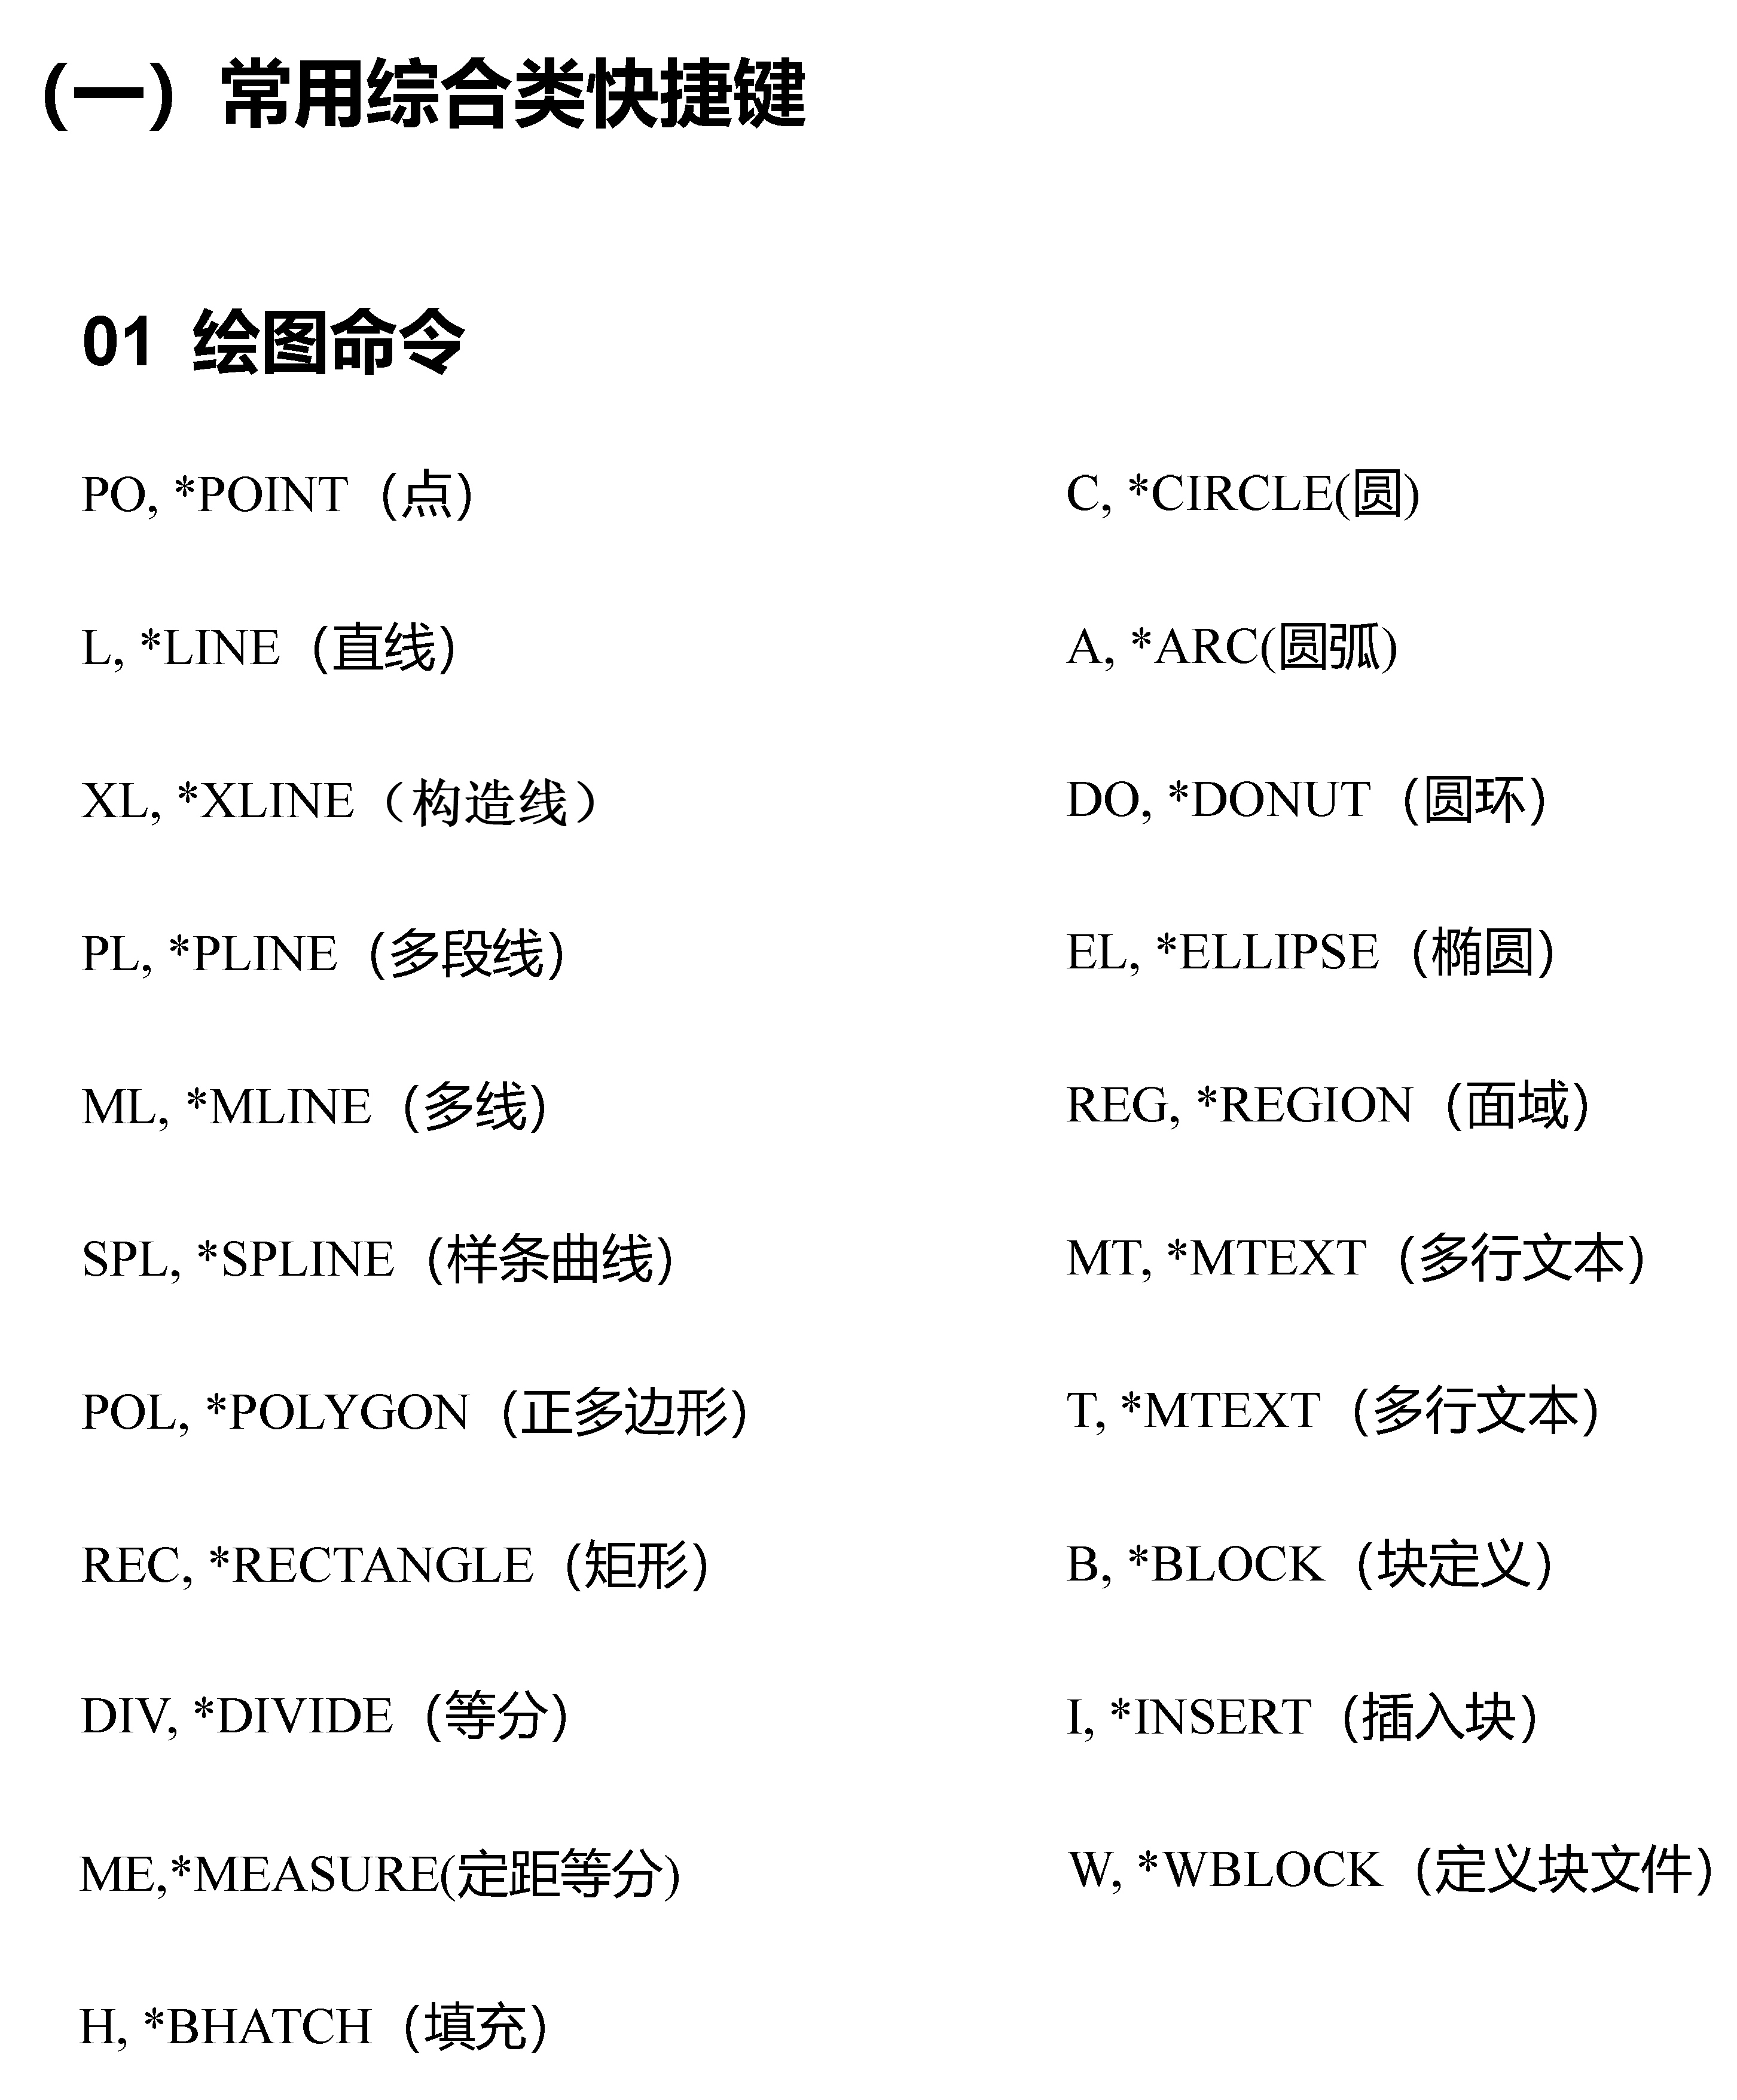 （一）常用综合类快捷键
01 绘图命令
PO, *POINT（点）
L, *LINE（直线）
XL, *XLINE（构造线）
PL, *PLINE（多段线）
ML, *MLINE（多线）
SPL, *SPLINE（样条曲线）
POL, *POLYGON（正多边形）
REC, *RECTANGLE（矩形）
DIV, *DIVIDE（等分）
ME,*MEASURE(定距等分)
H, *BHATCH（填充）
C, *CIRCLE(圆)
A, *ARC(圆弧)
DO, *DONUT（圆环）
EL, *ELLIPSE（椭圆）
REG, *REGION（面域）
MT, *MTEXT（多行文本）
T, *MTEXT（多行文本）
B, *BLOCK（块定义）
I, *INSERT（插入块）
W, *WBLOCK（定义块文件）